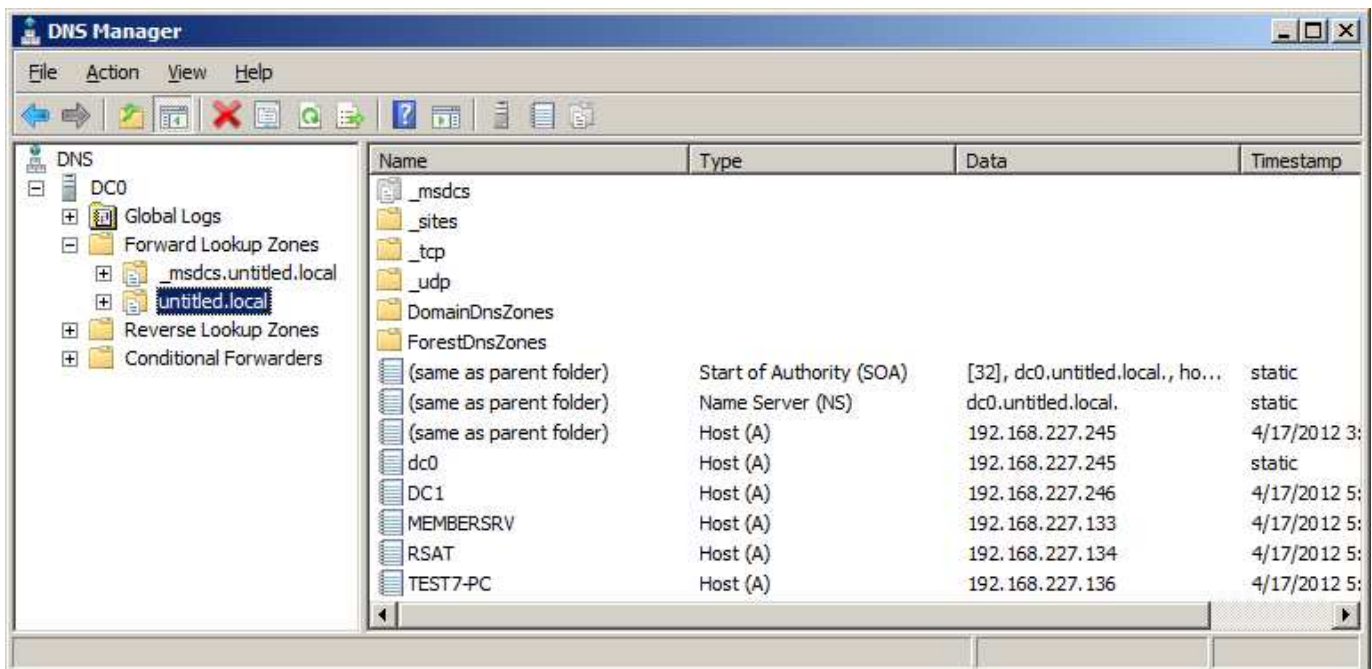 DNS Manager
File Action View Help
DNS
DC0
Global Logs
Forward Lookup Zones
_msdcs.untitled.local
untitled.local
Reverse Lookup Zones
Conditional Forwarders
Name Type Data Timestamp
_msdcs
_sites
_tcp
_udp
DomainDnsZones
ForestDnsZones
(same as parent folder) Start of Authority (SOA) [32], dc0.untitled.local., ho... static
(same as parent folder) Name Server (NS) dc0.untitled.local. static
(same as parent folder) Host (A) 192.168.227.245 4/17/2012 3:
dc0 Host (A) 192.168.227.245 static
DC1 Host (A) 192.168.227.246 4/17/2012 5:
MEMBERSRV Host (A) 192.168.227.133 4/17/2012 5:
RSAT Host (A) 192.168.227.134 4/17/2012 5:
TEST7-PC Host (A) 192.168.227.136 4/17/2012 5: